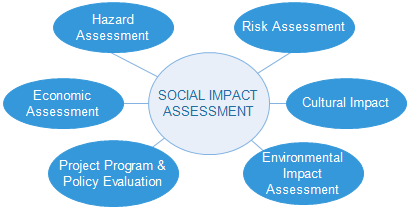 Hazard
Assessment
Risk Assessment
Economic
Assessment
SOCIAL IMPACT
ASSESSMENT
Cultural Impact
Project Program &
Policy Evaluation
Environmental
Impact
Assessment